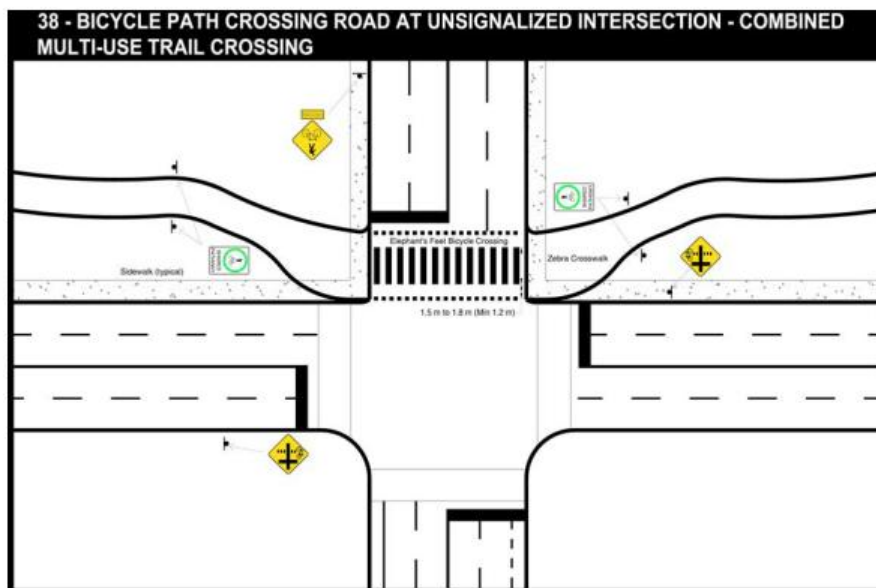 38 - BICYCLE PATH CROSSING ROAD AT UNSIGNALIZED INTERSECTION - COMBINED
MULTI-USE TRAIL CROSSING
Elephant's Feet Bicycle Crossing
Zebra Crosswalk
Sidewalk (typical)
1.5 m to 1.8 m (Min 1.2 m)